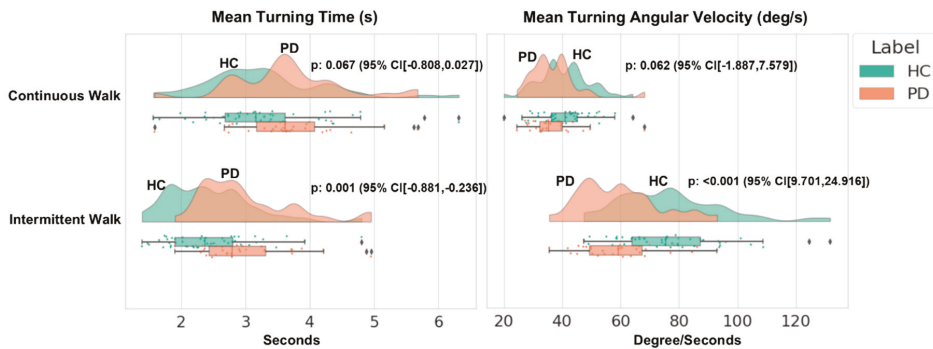 Mean Turning Time (s)
Mean Turning Angular Velocity (deg/s)
Label
HC
PD
Continuous Walk
HC
PD
p: 0.067 (95% CI[-0.808,0.027])
PD
HC
p: 0.062 (95% CI[-1.887,7.579])
Intermittent Walk
HC
PD
p: 0.001 (95% CI[-0.881,-0.236])
PD
HC
p: <0.001 (95% CI[9.701,24.916])
2 3 4 5 6
20 40 60 80 100 120
Seconds
Degree/Seconds